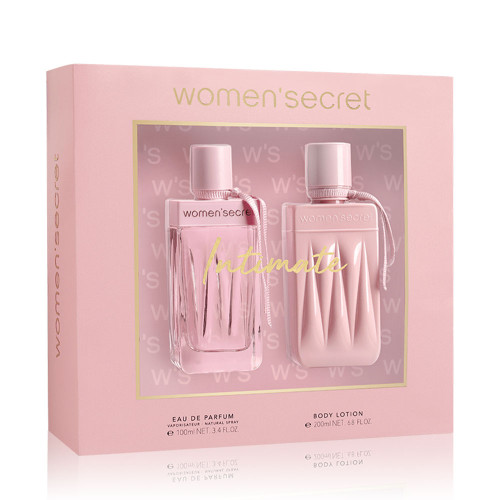 women'secret
women'secret
W'S
W'S
W'S
women'secret
women'secret
Intimate
W'S
W'S
EAU DE PARFUM
VAPORISATEUR - NATURAL SPRAY
℮ 100ml NET. 3.4 FL.OZ.
BODY LOTION
℮ 200ml NET. 6.8 FL.OZ.